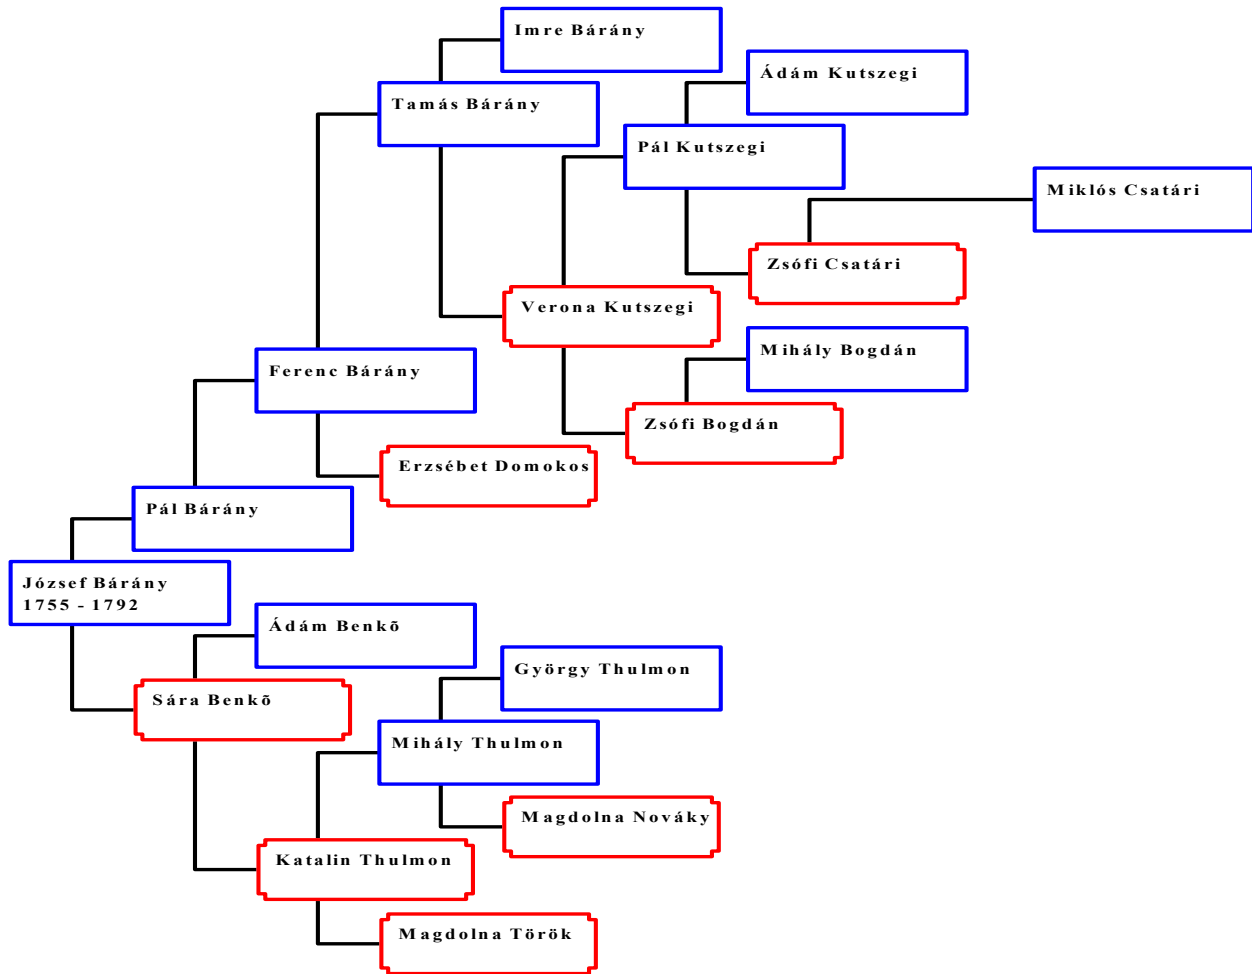 Imre Bárány
Ádám Kutszegi
Tamás Bárány
Pál Kutszegi
Miklós Csatári
Zsófi Csatári
Verona Kutszegi
Mihály Bogdán
Ferenc Bárány
Zsófi Bogdán
Erzsébet Domokos
Pál Bárány
József Bárány
1755 - 1792
Ádám Benkõ
György Thulmon
Sára Benkõ
Mihály Thulmon
Magdolna Nováky
Katalin Thulmon
Magdolna Török